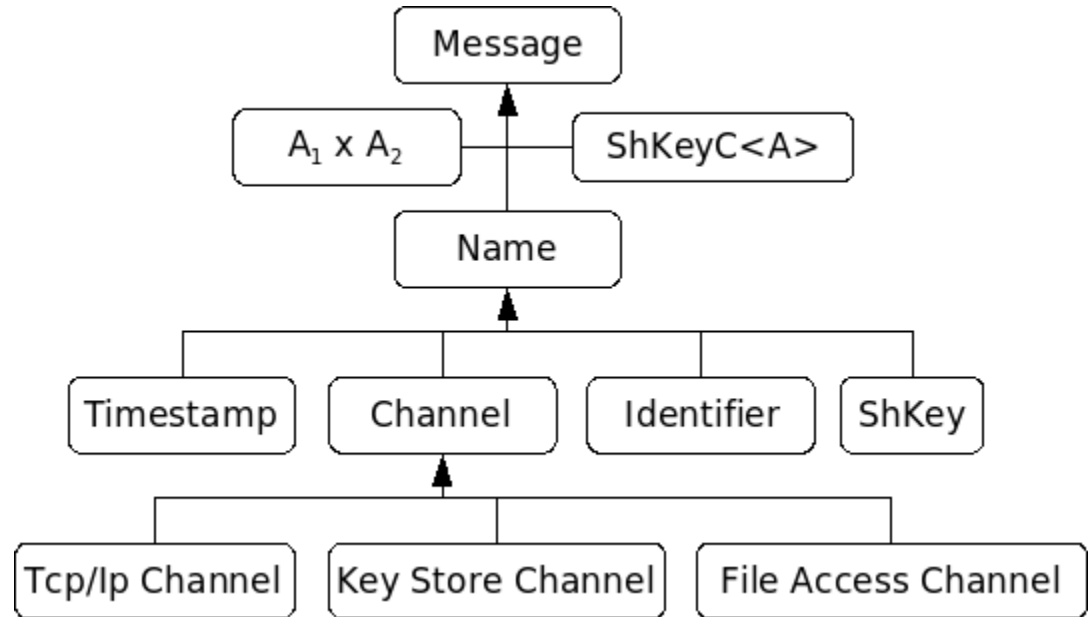 Message
A₁ x A₂
ShKeyC<A>
Name
Timestamp
Channel
Identifier
ShKey
Tcp/Ip Channel
Key Store Channel
File Access Channel